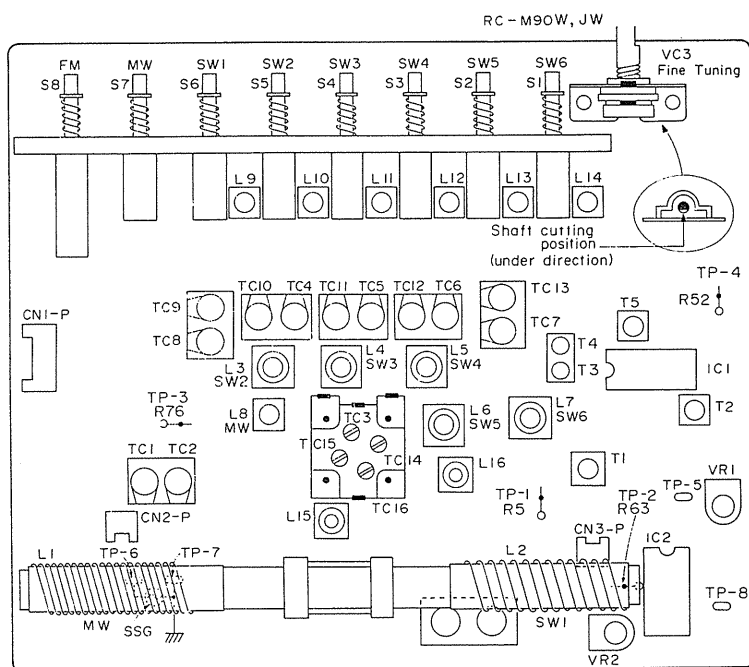 RC-M90W, JW
VC3
Fine Tuning
FM MW SW1 SW2 SW3 SW4 SW5 SW6
S8 S7 S6 S5 S4 S3 S2 S1
L9 L10 L11 L12 L13 L14
Shaft cutting
position
(under direction)
TP-4
R52
CN1-P
TC9
TC8
TC10 TC4 TC11 TC5 TC12 TC6
TC13
TC7
T5
T4
T3
IC1
L3
SW2
L4
SW3
L5
SW4
TP-3
R76
L8
MW
TC3
TC15
TC14
TC16
L6
SW5
L7
SW6
T2
TC1 TC2
L16
T1
TP-1
R5
TP-2
R63
TP-5
VR1
CN2-P
L15
CN3-P
IC2
L1
TP-6
TP-7
L2
MW
SSG
SW1
TP-8
VR2